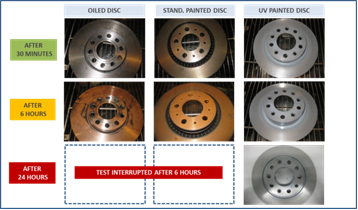 OILED DISC
STAND. PAINTED DISC
UV PAINTED DISC
AFTER
30 MINUTES
AFTER
6 HOURS
AFTER
24 HOURS
TEST INTERRUPTED AFTER 6 HOURS